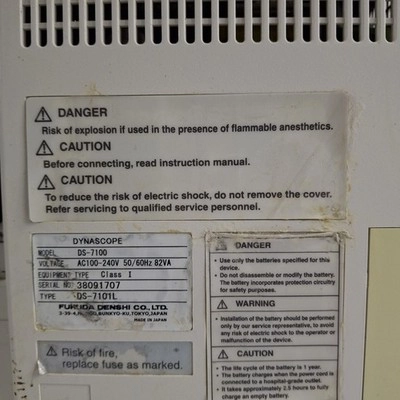 DANGER
Risk of explosion if used in the presence of flammable anesthetics.
CAUTION
Before connecting, read instruction manual.
CAUTION
To reduce the risk of electric shock, do not remove the cover.
Refer servicing to qualified service personnel.
DYNASCOPE
MODEL DS-7100
VOLTAGE AC100-240V 50/60Hz 82VA
EQUIPMENT TYPE Class I
SERIAL NO 38091707
TYPE DS-7101L
FUKUDA DENSHI CO., LTD.
BUNKYO-KU, TOKYO, JAPAN
MADE IN JAPAN
Risk of fire,
replace fuse as marked.
DANGER
• Use only the batteries specified for this
device.
• Do not disassemble or modify the battery.
The battery incorporates protection circuitry
for safety purposes.
WARNING
• Installation of the battery should be performed
only by our service representative, to avoid
any risk of electric shock to the operator or
malfunction of the device.
CAUTION
• The life cycle of the battery is 1 year.
• The battery charges when the power cord is
connected to a hospital-grade outlet.
• It takes approximately 2.5 hours to fully
charge an empty battery.